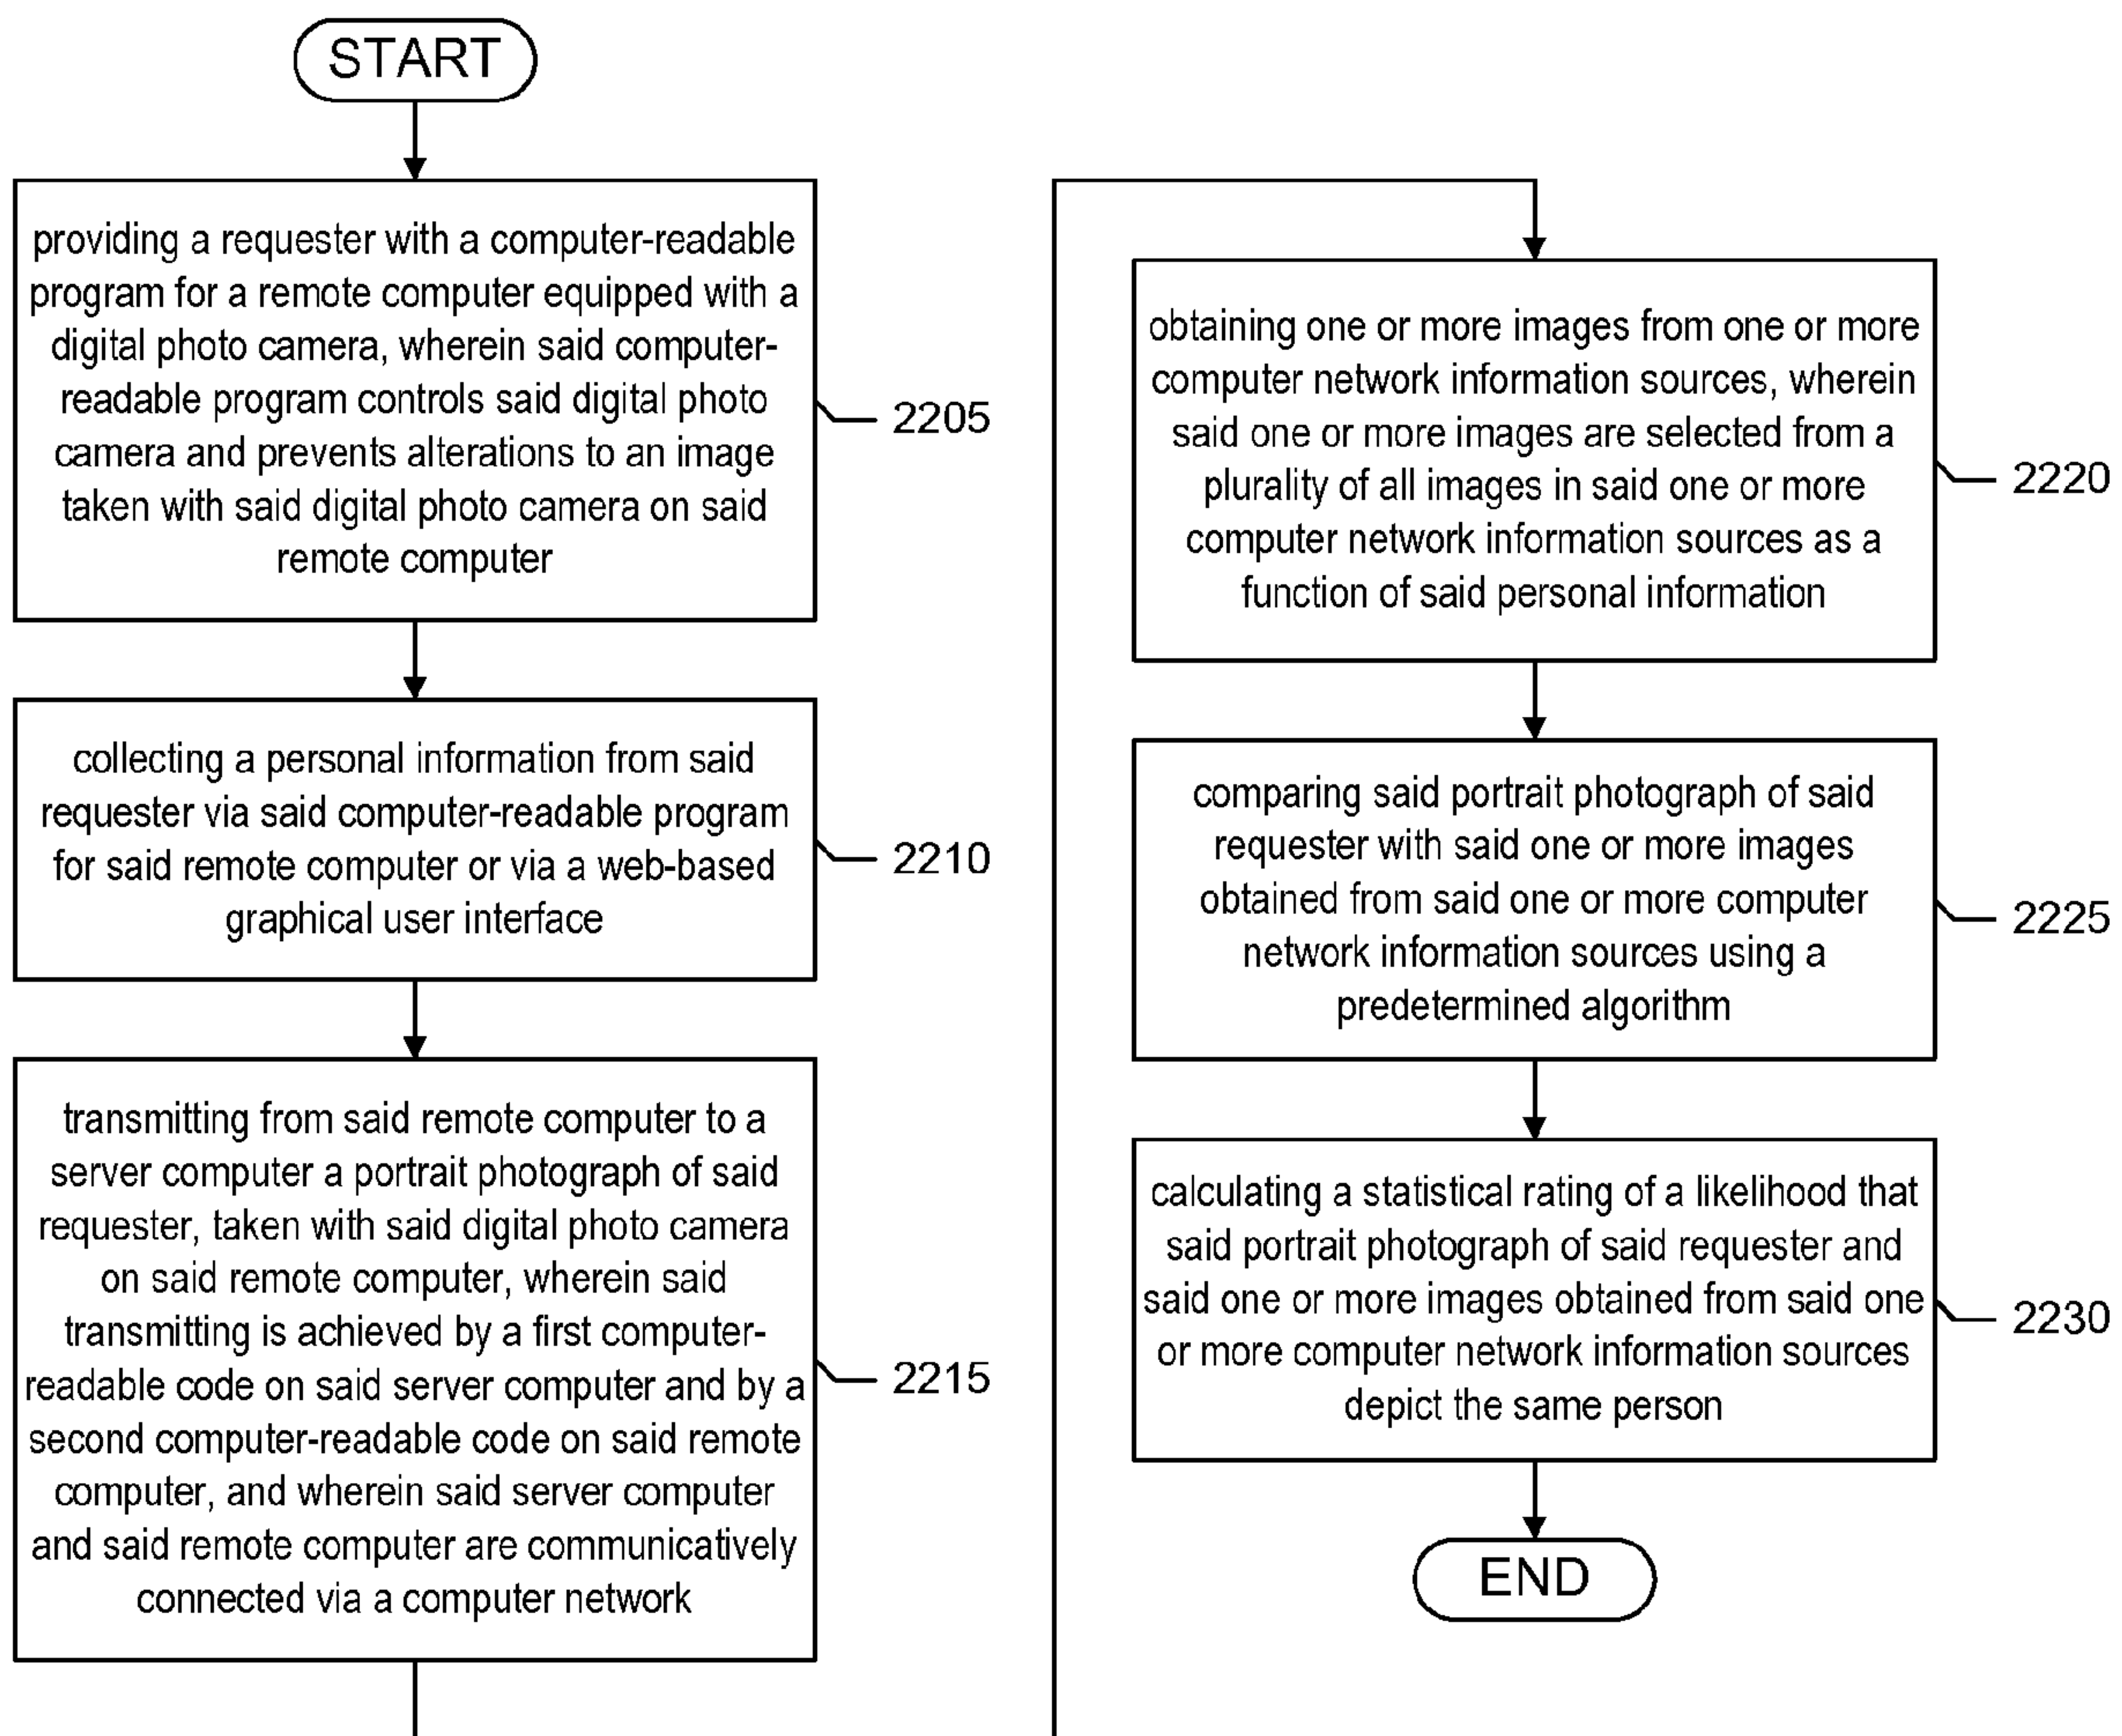 START
providing a requester with a computer-readable
program for a remote computer equipped with a
digital photo camera, wherein said computer-
readable program controls said digital photo
camera and prevents alterations to an image
taken with said digital photo camera on said
remote computer
2205
collecting a personal information from said
requester via said computer-readable program
for said remote computer or via a web-based
graphical user interface
2210
transmitting from said remote computer to a
server computer a portrait photograph of said
requester, taken with said digital photo camera
on said remote computer, wherein said
transmitting is achieved by a first computer-
readable code on said server computer and by a
second computer-readable code on said remote
computer, and wherein said server computer
and said remote computer are communicatively
connected via a computer network
2215
obtaining one or more images from one or more
computer network information sources, wherein
said one or more images are selected from a
plurality of all images in said one or more
computer network information sources as a
function of said personal information
2220
comparing said portrait photograph of said
requester with said one or more images
obtained from said one or more computer
network information sources using a
predetermined algorithm
2225
calculating a statistical rating of a likelihood that
said portrait photograph of said requester and
said one or more images obtained from said one
or more computer network information sources
depict the same person
2230
END